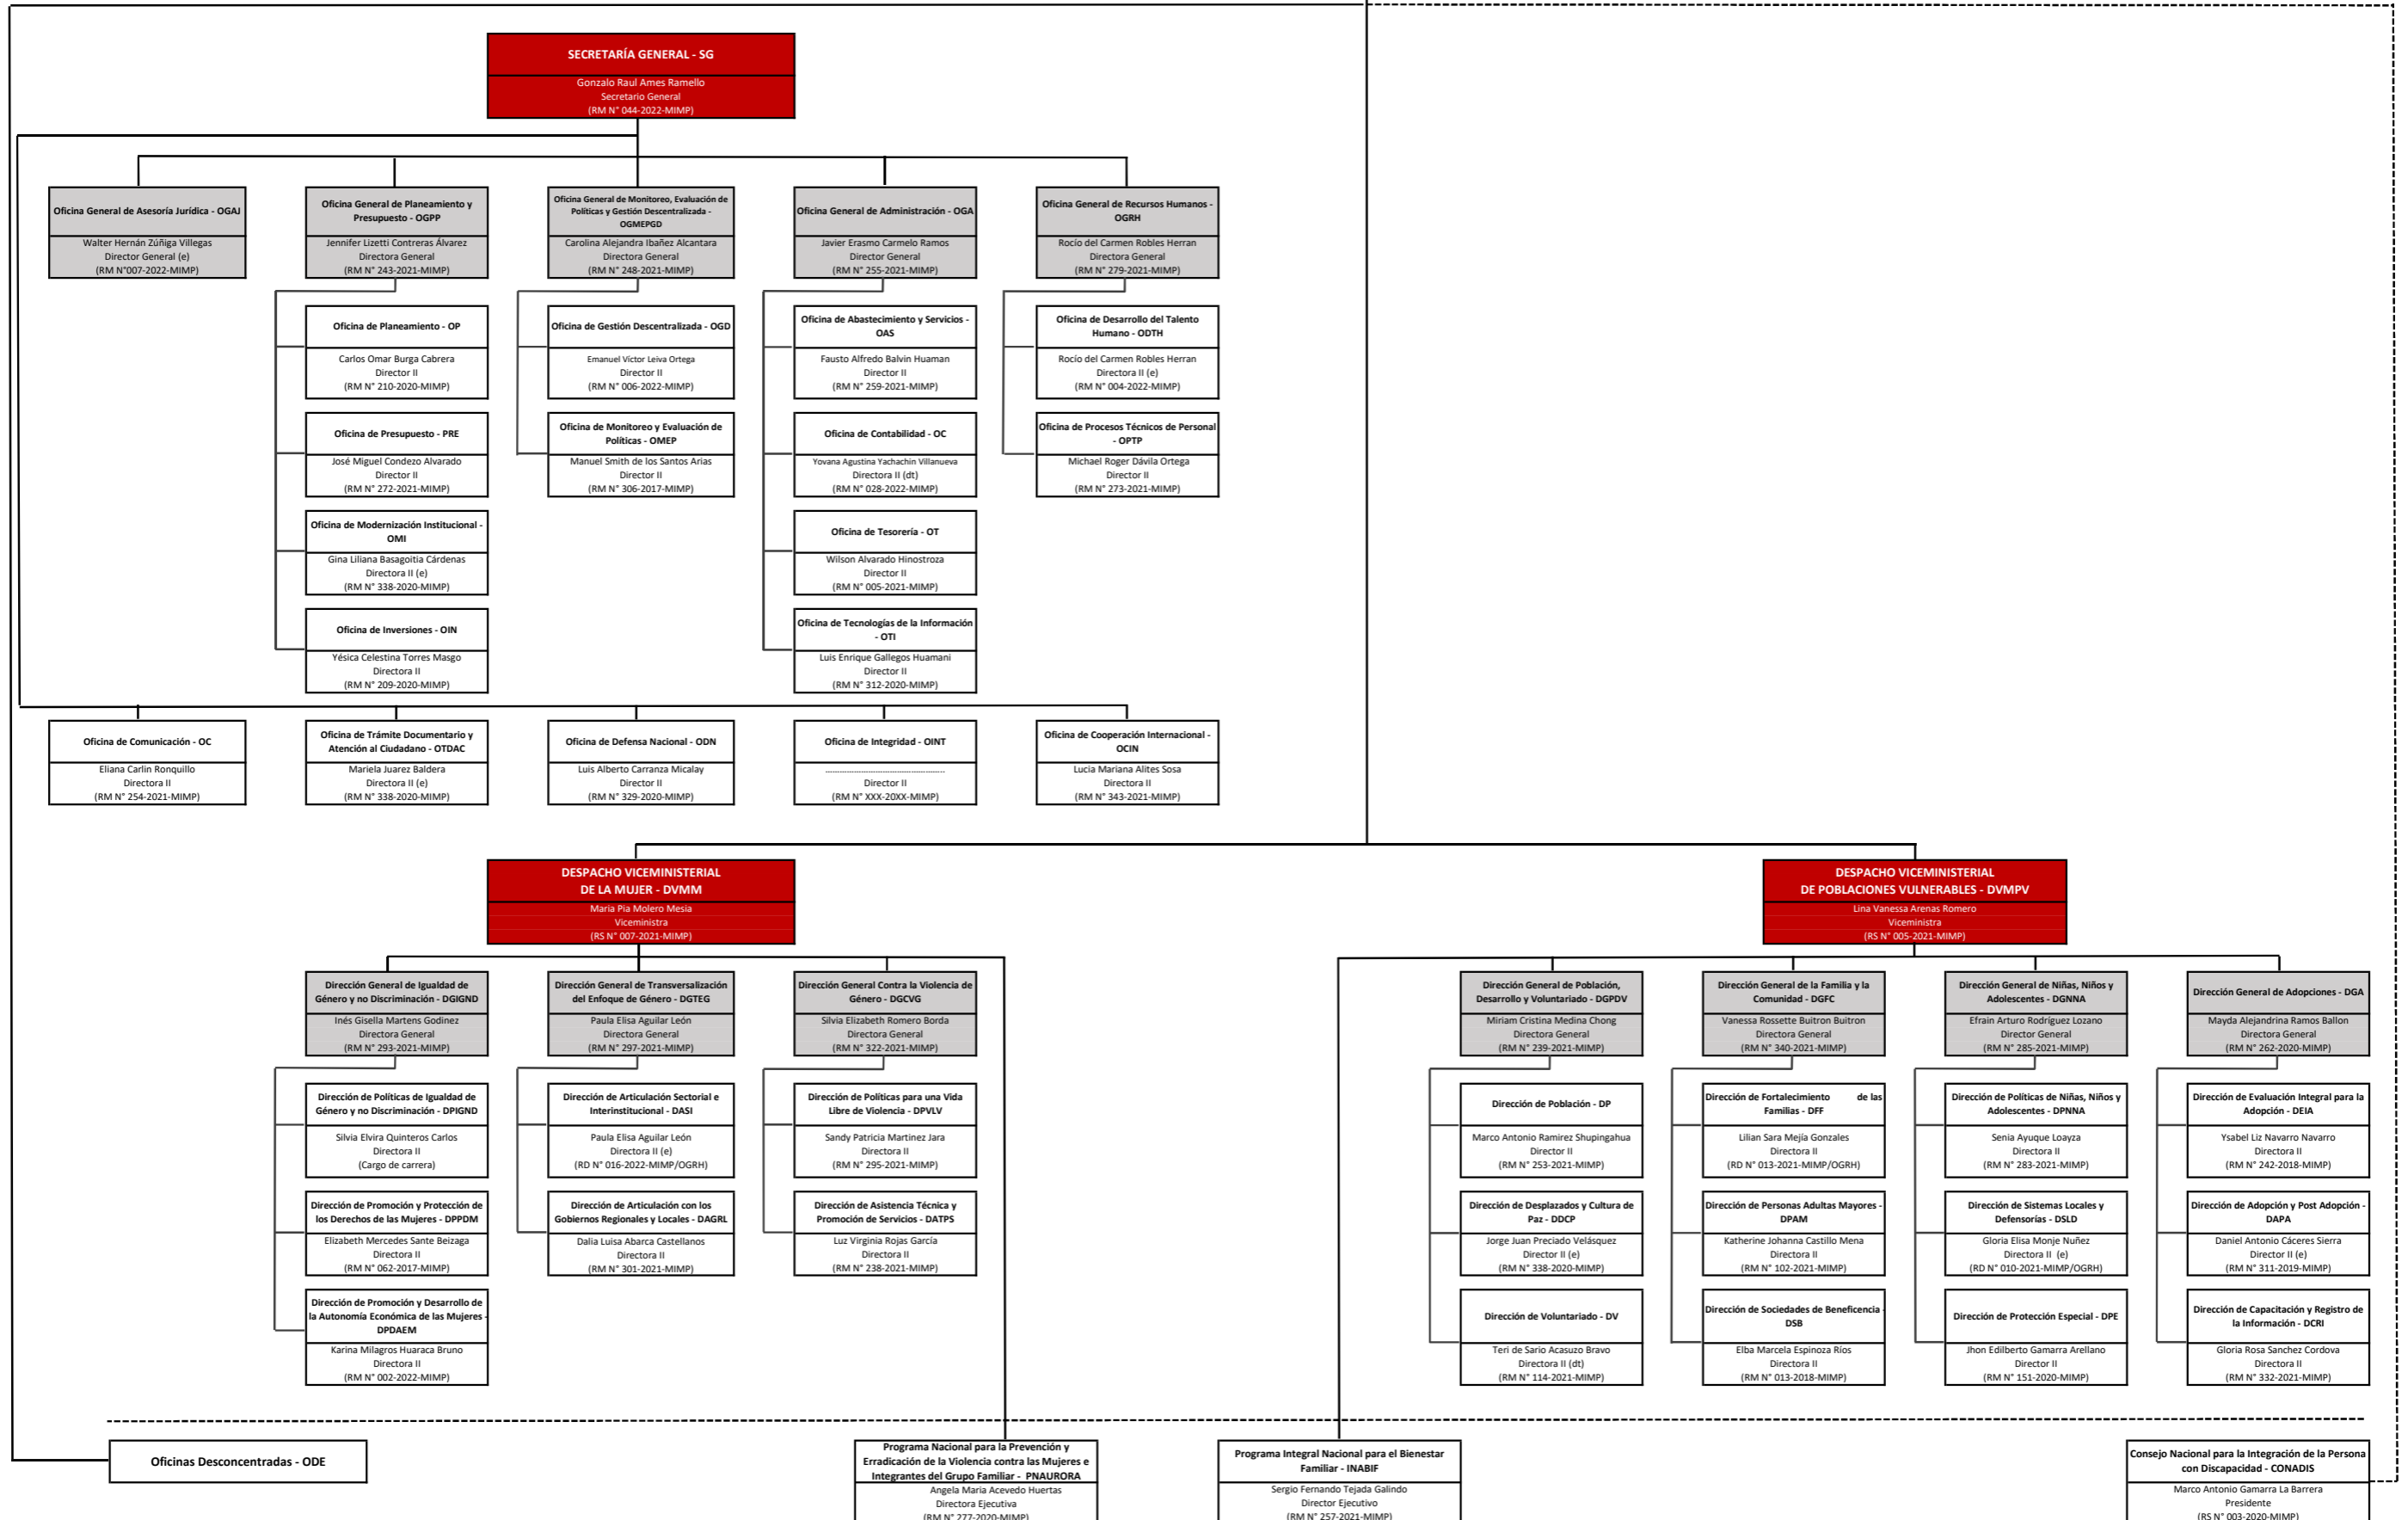 SECRETARÍA GENERAL - SG
Gonzalo Raul Ames Ramello
Secretario General
(RM N° 044-2022-MIMP)
Oficina General de Asesoría Jurídica - OGAJ
Walter Hernán Zúñiga Villegas
Director General (e)
(RM N°007-2022-MIMP)
Oficina General de Planeamiento y
Presupuesto - OGPP
Jennifer Lizetti Contreras Álvarez
Directora General
(RM N° 243-2021-MIMP)
Oficina General de Monitoreo, Evaluación de
Políticas y Gestión Descentralizada -
OGMEPGD
Carolina Alejandra Ibañez Alcantara
Directora General
(RM N° 248-2021-MIMP)
Oficina General de Administración - OGA
Javier Erasmo Carmelo Ramos
Director General
(RM N° 255-2021-MIMP)
Oficina General de Recursos Humanos -
OGRH
Rocío del Carmen Robles Herran
Directora General
(RM N° 279-2021-MIMP)
Oficina de Planeamiento - OP
Carlos Omar Burga Cabrera
Director II
(RM N° 210-2020-MIMP)
Oficina de Presupuesto - PRE
José Miguel Condezo Alvarado
Director II
(RM N° 272-2021-MIMP)
Oficina de Modernización Institucional -
OMI
Gina Liliana Basagoitia Cárdenas
Directora II (e)
(RM N° 338-2020-MIMP)
Oficina de Inversiones - OIN
Yésica Celestina Torres Masgo
Directora II
(RM N° 209-2020-MIMP)
Oficina de Gestión Descentralizada - OGD
Emanuel Víctor Leiva Ortega
Director II
(RM N° 006-2022-MIMP)
Oficina de Monitoreo y Evaluación de
Políticas - OMEP
Manuel Smith de los Santos Arias
Director II
(RM N° 306-2017-MIMP)
Oficina de Abastecimiento y Servicios -
OAS
Fausto Alfredo Balvin Huaman
Director II
(RM N° 259-2021-MIMP)
Oficina de Contabilidad - OC
Yovana Agustina Yachachin Villanueva
Directora II (dt)
(RM N° 028-2022-MIMP)
Oficina de Tesorería - OT
Wilson Alvarado Hinostroza
Director II
(RM N° 005-2021-MIMP)
Oficina de Tecnologías de la Información
- OTI
Luis Enrique Gallegos Huamani
Director II
(RM N° 312-2020-MIMP)
Oficina de Desarrollo del Talento
Humano - ODTH
Rocío del Carmen Robles Herran
Directora II (e)
(RM N° 004-2022-MIMP)
Oficina de Procesos Técnicos de Personal
- OPTP
Michael Roger Dávila Ortega
Director II
(RM N° 273-2021-MIMP)
Oficina de Comunicación - OC
Eliana Carlin Ronquillo
Directora II
(RM N° 254-2021-MIMP)
Oficina de Trámite Documentario y
Atención al Ciudadano - OTDAC
Mariela Juarez Baldera
Directora II (e)
(RM N° 338-2020-MIMP)
Oficina de Defensa Nacional - ODN
Luis Alberto Carranza Micalay
Director II
(RM N° 329-2020-MIMP)
Oficina de Integridad - OINT
................................................
Director II
(RM N° XXX-20XX-MIMP)
Oficina de Cooperación Internacional -
OCIN
Lucia Mariana Alites Sosa
Directora II
(RM N° 343-2021-MIMP)
DESPACHO VICEMINISTERIAL
DE LA MUJER - DVMM
Maria Pia Molero Mesia
Viceministra
(RS N° 007-2021-MIMP)
DESPACHO VICEMINISTERIAL
DE POBLACIONES VULNERABLES - DVMPV
Lina Vanessa Arenas Romero
Viceministra
(RS N° 005-2021-MIMP)
Dirección General de Igualdad de
Género y no Discriminación - DGIGND
Inés Gisella Martens Godinez
Directora General
(RM N° 293-2021-MIMP)
Dirección General de Transversalización
del Enfoque de Género - DGTEG
Paula Elisa Aguilar León
Directora General
(RM N° 297-2021-MIMP)
Dirección General Contra la Violencia de
Género - DGCVG
Silvia Elizabeth Romero Borda
Directora General
(RM N° 322-2021-MIMP)
Dirección General de Población,
Desarrollo y Voluntariado - DGPDV
Miriam Cristina Medina Chong
Directora General
(RM N° 239-2021-MIMP)
Dirección General de la Familia y la
Comunidad - DGFC
Vanessa Rossette Buitron Buitron
Directora General
(RM N° 340-2021-MIMP)
Dirección General de Niñas, Niños y
Adolescentes - DGNNA
Efrain Arturo Rodríguez Lozano
Director General
(RM N° 285-2021-MIMP)
Dirección General de Adopciones - DGA
Mayda Alejandrina Ramos Ballon
Directora General
(RM N° 262-2020-MIMP)
Dirección de Políticas de Igualdad de
Género y no Discriminación - DPIGND
Silvia Elvira Quinteros Carlos
Directora II
(Cargo de carrera)
Dirección de Promoción y Protección de
los Derechos de las Mujeres - DPPDM
Elizabeth Mercedes Sante Beizaga
Directora II
(RM N° 062-2017-MIMP)
Dirección de Promoción y Desarrollo de
la Autonomía Económica de las Mujeres -
DPDAEM
Karina Milagros Huaraca Bruno
Directora II
(RM N° 002-2022-MIMP)
Dirección de Articulación Sectorial e
Interinstitucional - DASI
Paula Elisa Aguilar León
Directora II (e)
(RD N° 016-2022-MIMP/OGRH)
Dirección de Articulación con los
Gobiernos Regionales y Locales - DAGRL
Dalia Luisa Abarca Castellanos
Directora II
(RM N° 301-2021-MIMP)
Dirección de Políticas para una Vida
Libre de Violencia - DPVLV
Sandy Patricia Martinez Jara
Directora II
(RM N° 295-2021-MIMP)
Dirección de Asistencia Técnica y
Promoción de Servicios - DATPS
Luz Virginia Rojas García
Directora II
(RM N° 238-2021-MIMP)
Dirección de Población - DP
Marco Antonio Ramirez Shupingahua
Director II
(RM N° 253-2021-MIMP)
Dirección de Desplazados y Cultura de
Paz - DDCP
Jorge Juan Preciado Velásquez
Director II (e)
(RM N° 338-2020-MIMP)
Dirección de Voluntariado - DV
Teri de Sario Acasuzo Bravo
Directora II (dt)
(RM N° 114-2021-MIMP)
Dirección de Fortalecimiento de las
Familias - DFF
Lilian Sara Mejía Gonzales
Directora II
(RD N° 013-2021-MIMP/OGRH)
Dirección de Personas Adultas Mayores -
DPAM
Katherine Johanna Castillo Mena
Directora II
(RM N° 102-2021-MIMP)
Dirección de Sociedades de Beneficencia -
DSB
Elba Marcela Espinoza Ríos
Directora II
(RM N° 013-2018-MIMP)
Dirección de Políticas de Niñas, Niños y
Adolescentes - DPNNA
Senia Ayuque Loayza
Directora II
(RM N° 283-2021-MIMP)
Dirección de Sistemas Locales y
Defensorías - DSLD
Gloria Elisa Monje Nuñez
Directora II (e)
(RD N° 010-2021-MIMP/OGRH)
Dirección de Protección Especial - DPE
Jhon Edilberto Gamarra Arellano
Director II
(RM N° 151-2020-MIMP)
Dirección de Evaluación Integral para la
Adopción - DEIA
Ysabel Liz Navarro Navarro
Directora II
(RM N° 242-2018-MIMP)
Dirección de Adopción y Post Adopción -
DAPA
Daniel Antonio Cáceres Sierra
Director II (e)
(RM N° 311-2019-MIMP)
Dirección de Capacitación y Registro de
la Información - DCRI
Gloria Rosa Sanchez Cordova
Directora II
(RM N° 332-2021-MIMP)
Oficinas Desconcentradas - ODE
Programa Nacional para la Prevención y
Erradicación de la Violencia contra las Mujeres e
Integrantes del Grupo Familiar - PNAURORA
Angela Maria Acevedo Huertas
Directora Ejecutiva
(RM N° 277-2020-MIMP)
Programa Integral Nacional para el Bienestar
Familiar - INABIF
Sergio Fernando Tejada Galindo
Director Ejecutivo
(RM N° 257-2021-MIMP)
Consejo Nacional para la Integración de la Persona
con Discapacidad - CONADIS
Marco Antonio Gamarra La Barrera
Presidente
(RS N° 003-2020-MIMP)